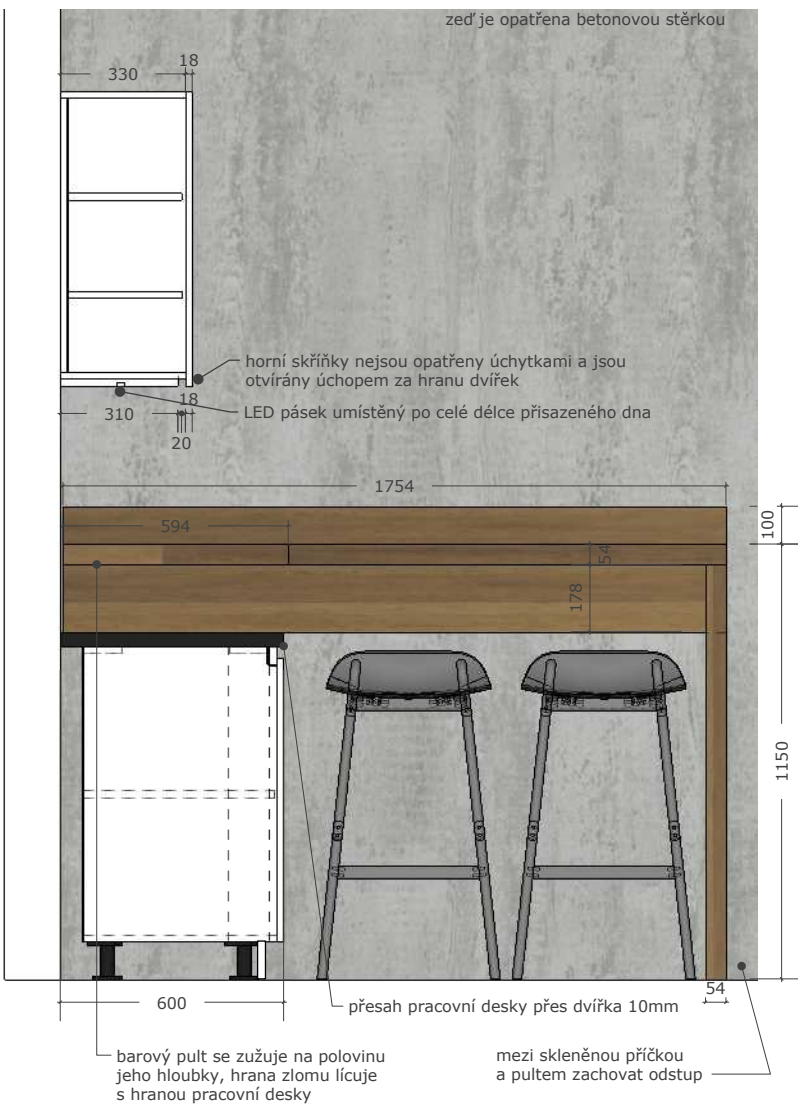 zeď je opatřena betonovou stěrkou
18
330
horní skříňky nejsou opatřeny úchytkami a jsou
otvírány úchopem za hranu dvířek
18
310
LED pásek umístěný po celé délce přisazeného dna
20
1754
100
594
54
178
1150
54
600
přesah pracovní desky přes dvířka 10mm
barový pult se zužuje na polovinu
jeho hloubky, hrana zlomu lícuje
s hranou pracovní desky
mezi skleněnou příčkou
a pultem zachovat odstup